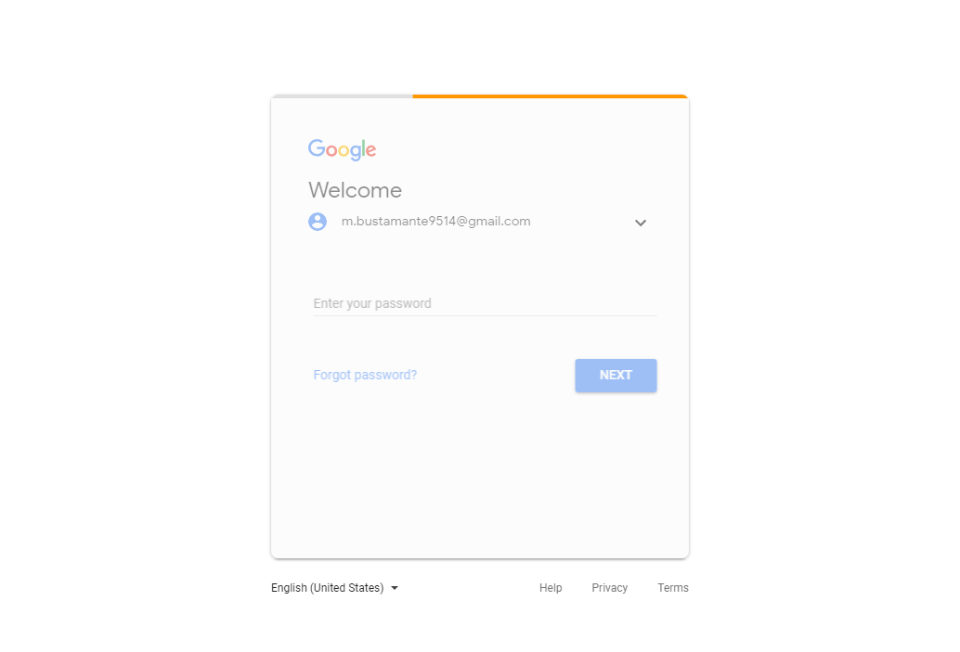 Google
Welcome
m.bustamante9514@gmail.com
Enter your password
Forgot password? NEXT
English (United States) Help Privacy Terms